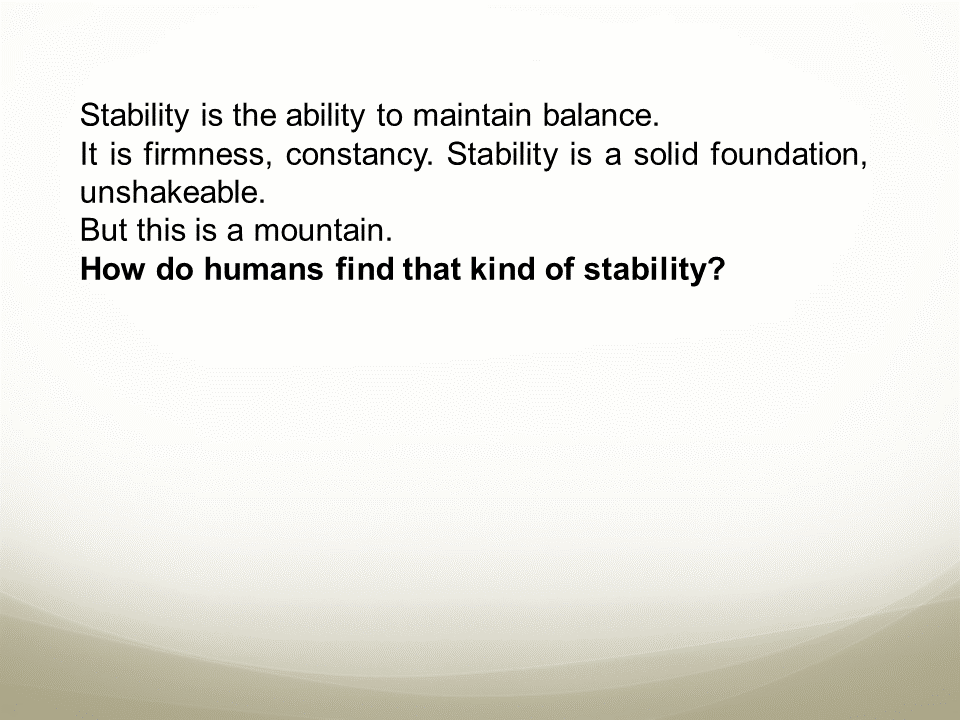 Stability is the ability to maintain balance.
It is firmness, constancy. Stability is a solid foundation,
unshakeable.
But this is a mountain.
How do humans find that kind of stability?